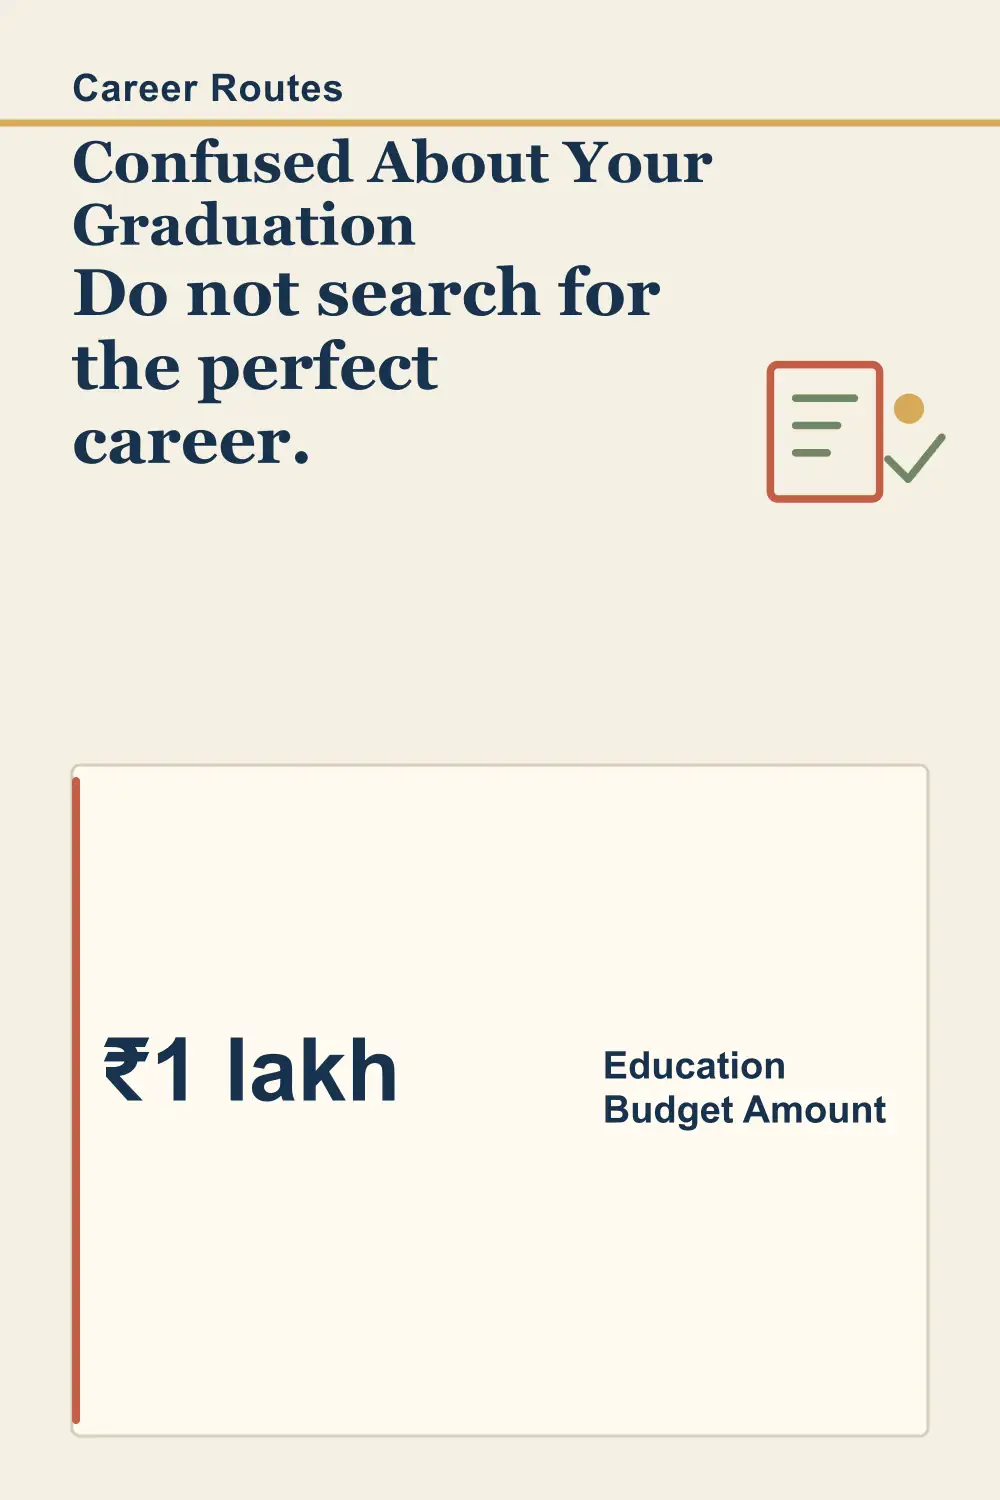 Career Routes
Confused About Your
Graduation
Do not search for
the perfect
career.
₹1 lakh
Education
Budget Amount